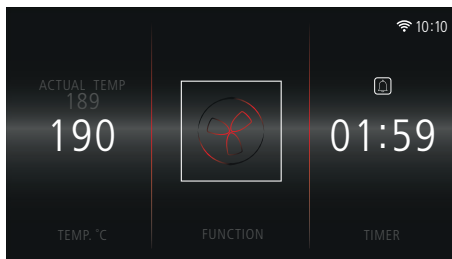 10:10
ACTUAL TEMP
189
190
01:59
TEMP. °C
FUNCTION
TIMER